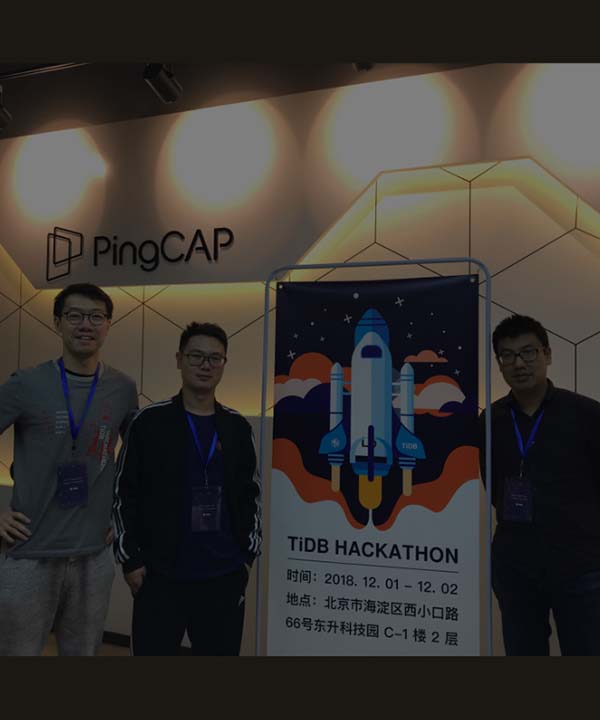 PingCAP
TiDB
TiDB HACKATHON
时间：2018. 12. 01 - 12. 02
地点：北京市海淀区西小口路
66号东升科技园 C-1 楼 2 层